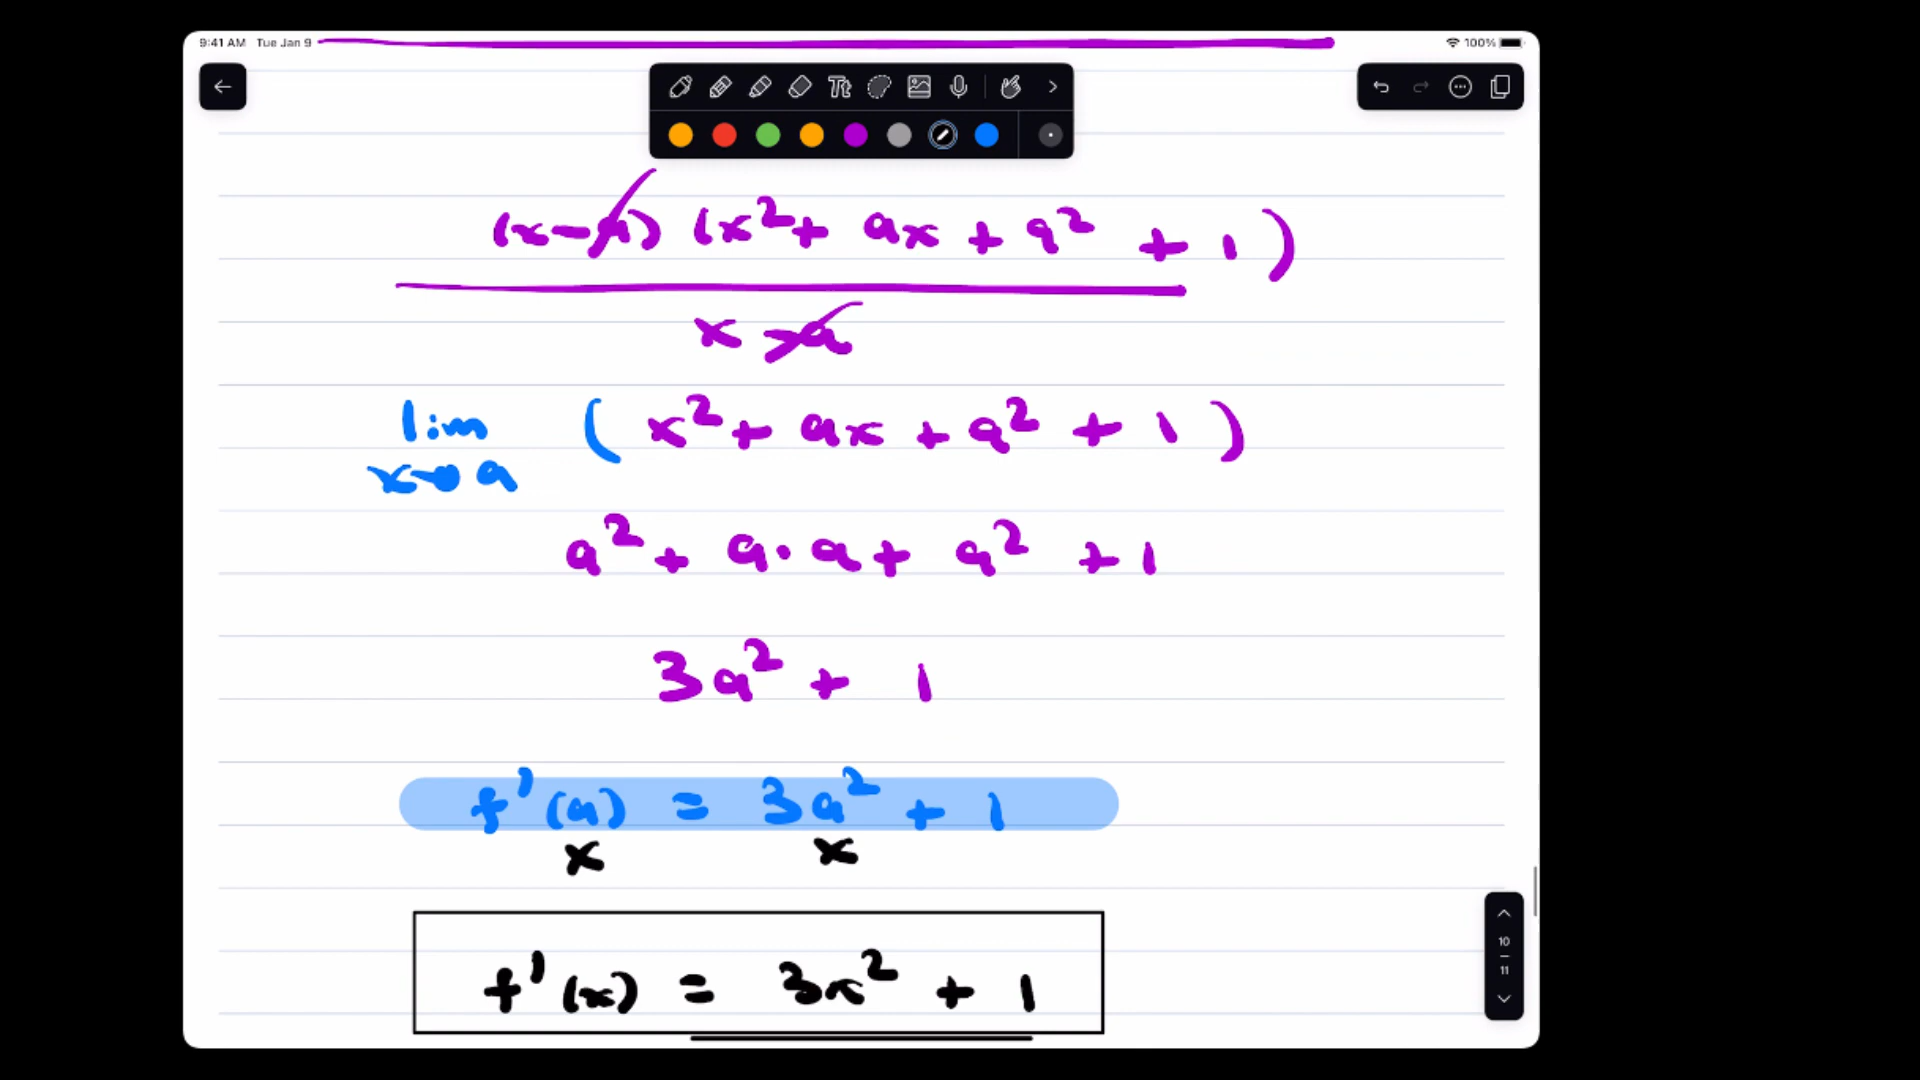 9:41 AM Tue Jan 9
100%
Tt
(x-a) (x²+ ax + a² + 1 )
x - a
lim ( x² + ax + a² + 1 )
x→a
a² + a·a + a² + 1
3a² + 1
f'(a) = 3a² + 1
x x
f'(x) = 3x² + 1
10
11